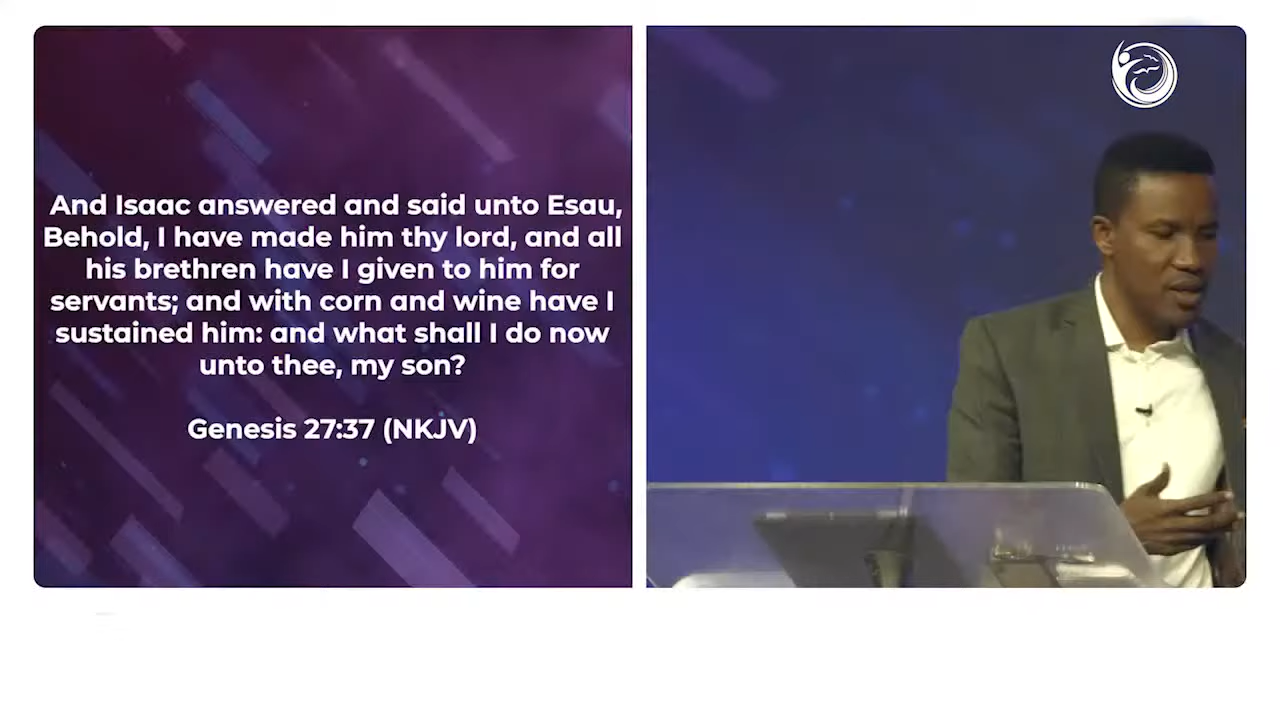 And Isaac answered and said unto Esau,
Behold, I have made him thy lord, and all
his brethren have I given to him for
servants; and with corn and wine have I
sustained him: and what shall I do now
unto thee, my son?
Genesis 27:37 (NKJV)